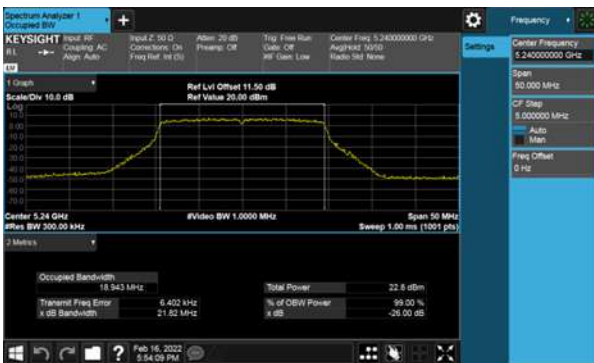 Spectrum Analyzer 1
Occupied BW
+
Frequency
KEYSIGHT
Input: RF
Coupling: AC
Align: Auto
Input Z: 50 Ω
Corrections: On
Freq Ref: Int (S)
Atten: 20 dB
Preamp: Off
Trig: Free Run
Gate: Off
#IF Gain: Low
Center Freq: 5.240000000 GHz
Avg|Hold: 50/50
Radio Std: None
Settings
Center Frequency
5.240000000 GHz
Span
50.000 MHz
CF Step
5.000000 MHz
Auto
Man
Freq Offset
0 Hz
1 Graph
Scale/Div 10.0 dB
Ref Lvl Offset 11.50 dB
Ref Value 20.00 dBm
Log
Center 5.24 GHz
#Res BW 300.00 kHz
#Video BW 1.0000 MHz
Span 50 MHz
Sweep 1.00 ms (1001 pts)
2 Metrics
Occupied Bandwidth
18.943 MHz
Total Power
22.8 dBm
Transmit Freq Error
6.402 kHz
% of OBW Power
99.00 %
x dB Bandwidth
21.82 MHz
x dB
-26.00 dB
?
Feb 16, 2022
5:54:09 PM